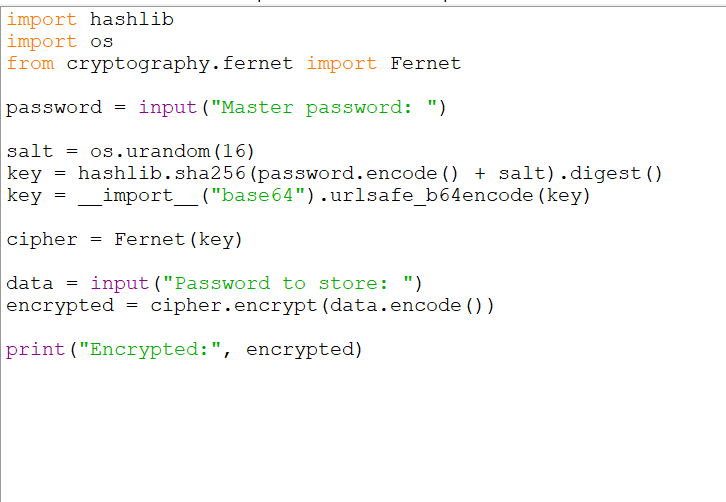 import hashlib
import os
from cryptography.fernet import Fernet
password = input("Master password: ")
salt = os.urandom(16)
key = hashlib.sha256(password.encode() + salt).digest()
key = __import__("base64").urlsafe_b64encode(key)
cipher = Fernet(key)
data = input("Password to store: ")
encrypted = cipher.encrypt(data.encode())
print("Encrypted:", encrypted)